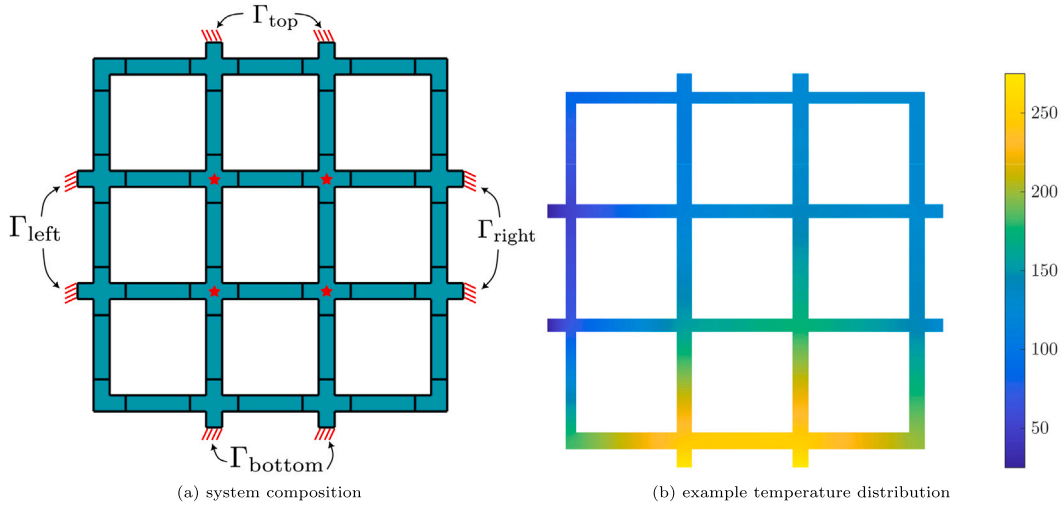 Γtop
Γleft
Γright
Γbottom
(a) system composition
250
200
150
100
50
(b) example temperature distribution